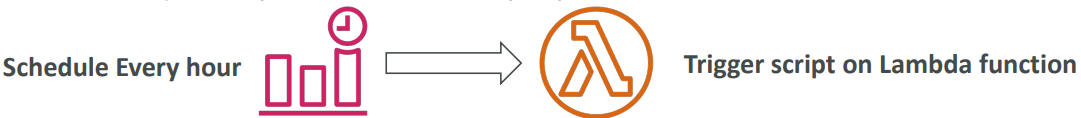 Schedule Every hour
Trigger script on Lambda function